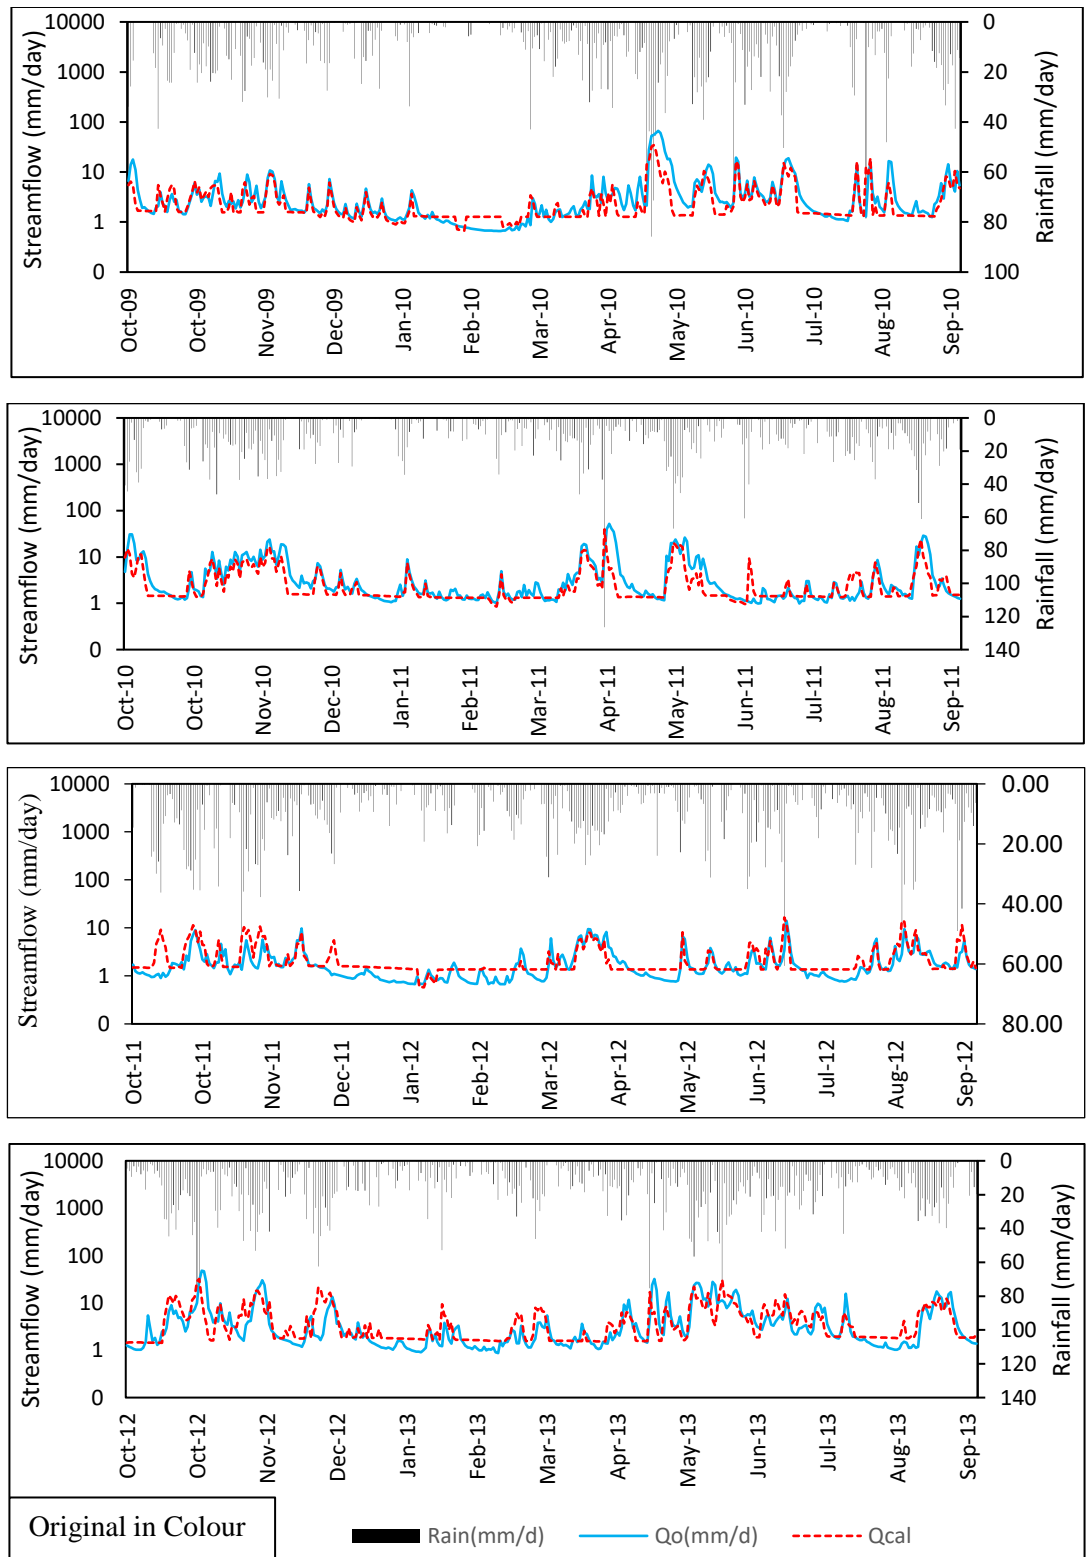 10000
1000
100
10
1
0
Streamflow (mm/day)
0
20
40
60
80
100
Rainfall (mm/day)
Oct-09
Oct-09
Nov-09
Dec-09
Jan-10
Feb-10
Mar-10
Apr-10
May-10
Jun-10
Jul-10
Aug-10
Sep-10
10000
1000
100
10
1
0
Streamflow (mm/day)
0
20
40
60
80
100
120
140
Rainfall (mm/day)
Oct-10
Oct-10
Nov-10
Dec-10
Jan-11
Feb-11
Mar-11
Apr-11
May-11
Jun-11
Jul-11
Aug-11
Sep-11
10000
1000
100
10
1
0
Streamflow (mm/day)
0.00
20.00
40.00
60.00
80.00
Oct-11
Oct-11
Nov-11
Dec-11
Jan-12
Feb-12
Mar-12
Apr-12
May-12
Jun-12
Jul-12
Aug-12
Sep-12
10000
1000
100
10
1
0
Streamflow (mm/day)
0
20
40
60
80
100
120
140
Rainfall (mm/day)
Oct-12
Oct-12
Nov-12
Dec-12
Jan-13
Feb-13
Mar-13
Apr-13
May-13
Jun-13
Jul-13
Aug-13
Sep-13
Original in Colour
Rain(mm/d)
Qo(mm/d)
Qcal